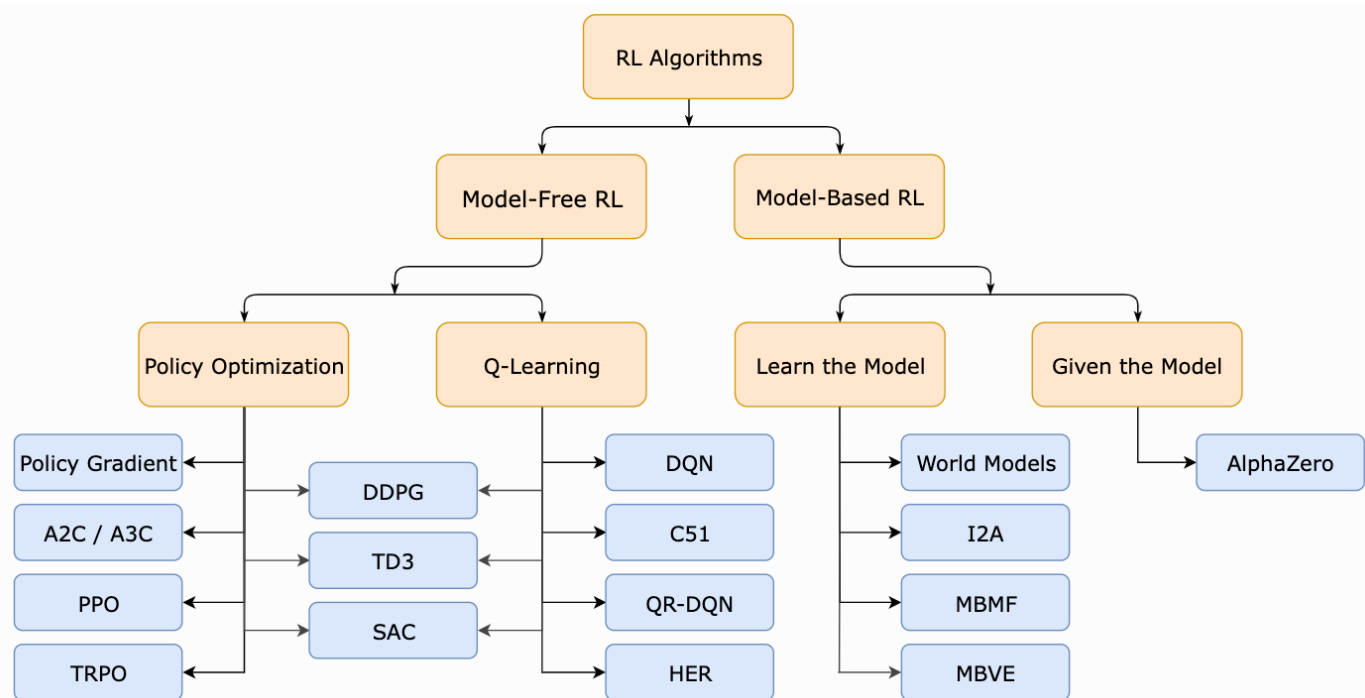 RL Algorithms
Model-Free RL
Model-Based RL
Policy Optimization
Q-Learning
Learn the Model
Given the Model
Policy Gradient
DDPG
DQN
World Models
AlphaZero
A2C / A3C
TD3
C51
I2A
PPO
SAC
QR-DQN
MBMF
TRPO
HER
MBVE